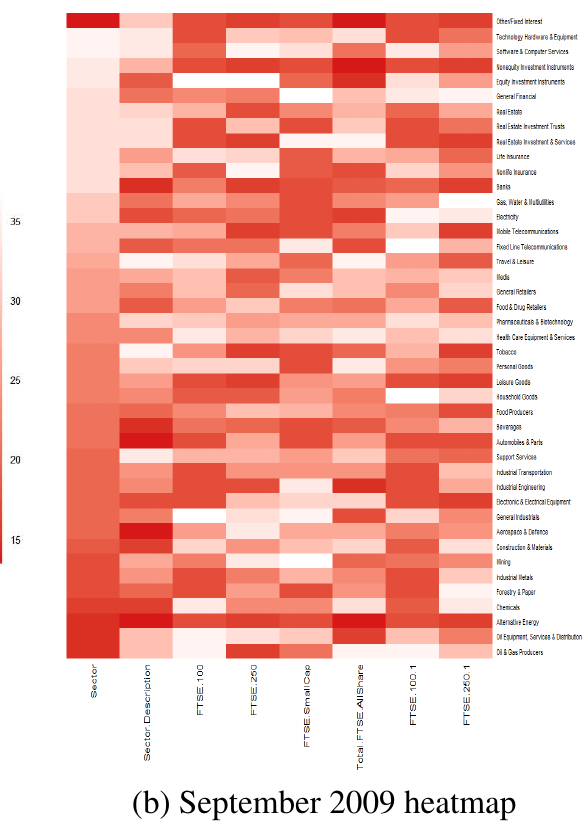 Other/Fixed Interest
Technology Hardware & Equipment
Software & Computer Services
Nonequity Investment Instruments
Equity Investment Instruments
General Financial
Real Estate
Real Estate Investment Trusts
Real Estate Investment & Services
Life Insurance
Nonlife Insurance
Banks
Gas, Water & Multiutilities
Electricity
Mobile Telecommunications
Fixed Line Telecommunications
Travel & Leisure
Media
General Retailers
Food & Drug Retailers
Pharmaceuticals & Biotechnology
Health Care Equipment & Services
Tobacco
Personal Goods
Leisure Goods
Household Goods
Food Producers
Beverages
Automobiles & Parts
Support Services
Industrial Transportation
Industrial Engineering
Electronic & Electrical Equipment
General Industrials
Aerospace & Defence
Construction & Materials
Mining
Industrial Metals
Forestry & Paper
Chemicals
Alternative Energy
Oil Equipment, Services & Distribution
Oil & Gas Producers
35
30
25
20
15
Sector
Sector.Description
FTSE.100
FTSE.250
FTSE.SmallCap
Total.FTSE.AllShare
FTSE.100.1
FTSE.250.1
(b) September 2009 heatmap